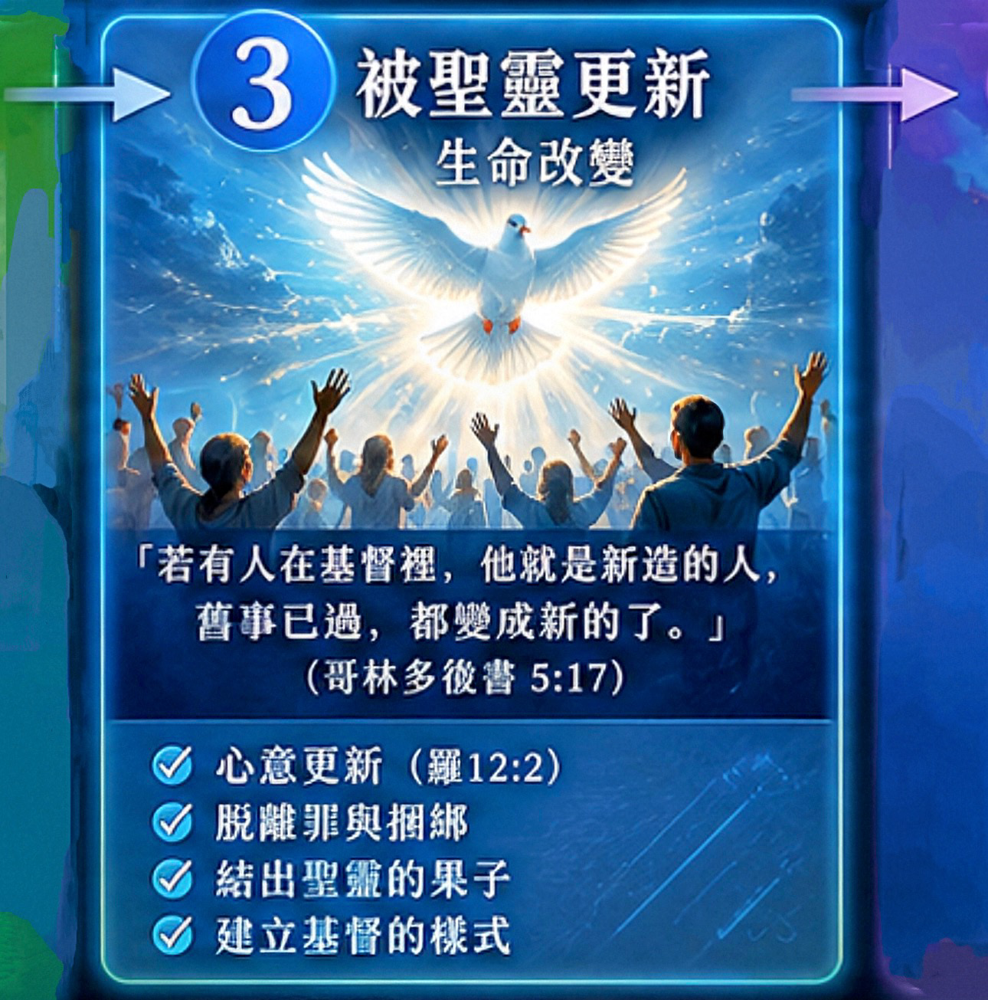 3
被聖靈更新
生命改變
「若有人在基督裡，他就是新造的人，
舊事已過，都變成新的了。」
（哥林多後書 5:17）
心意更新（羅12:2）
脫離罪與捆綁
結出聖靈的果子
建立基督的樣式